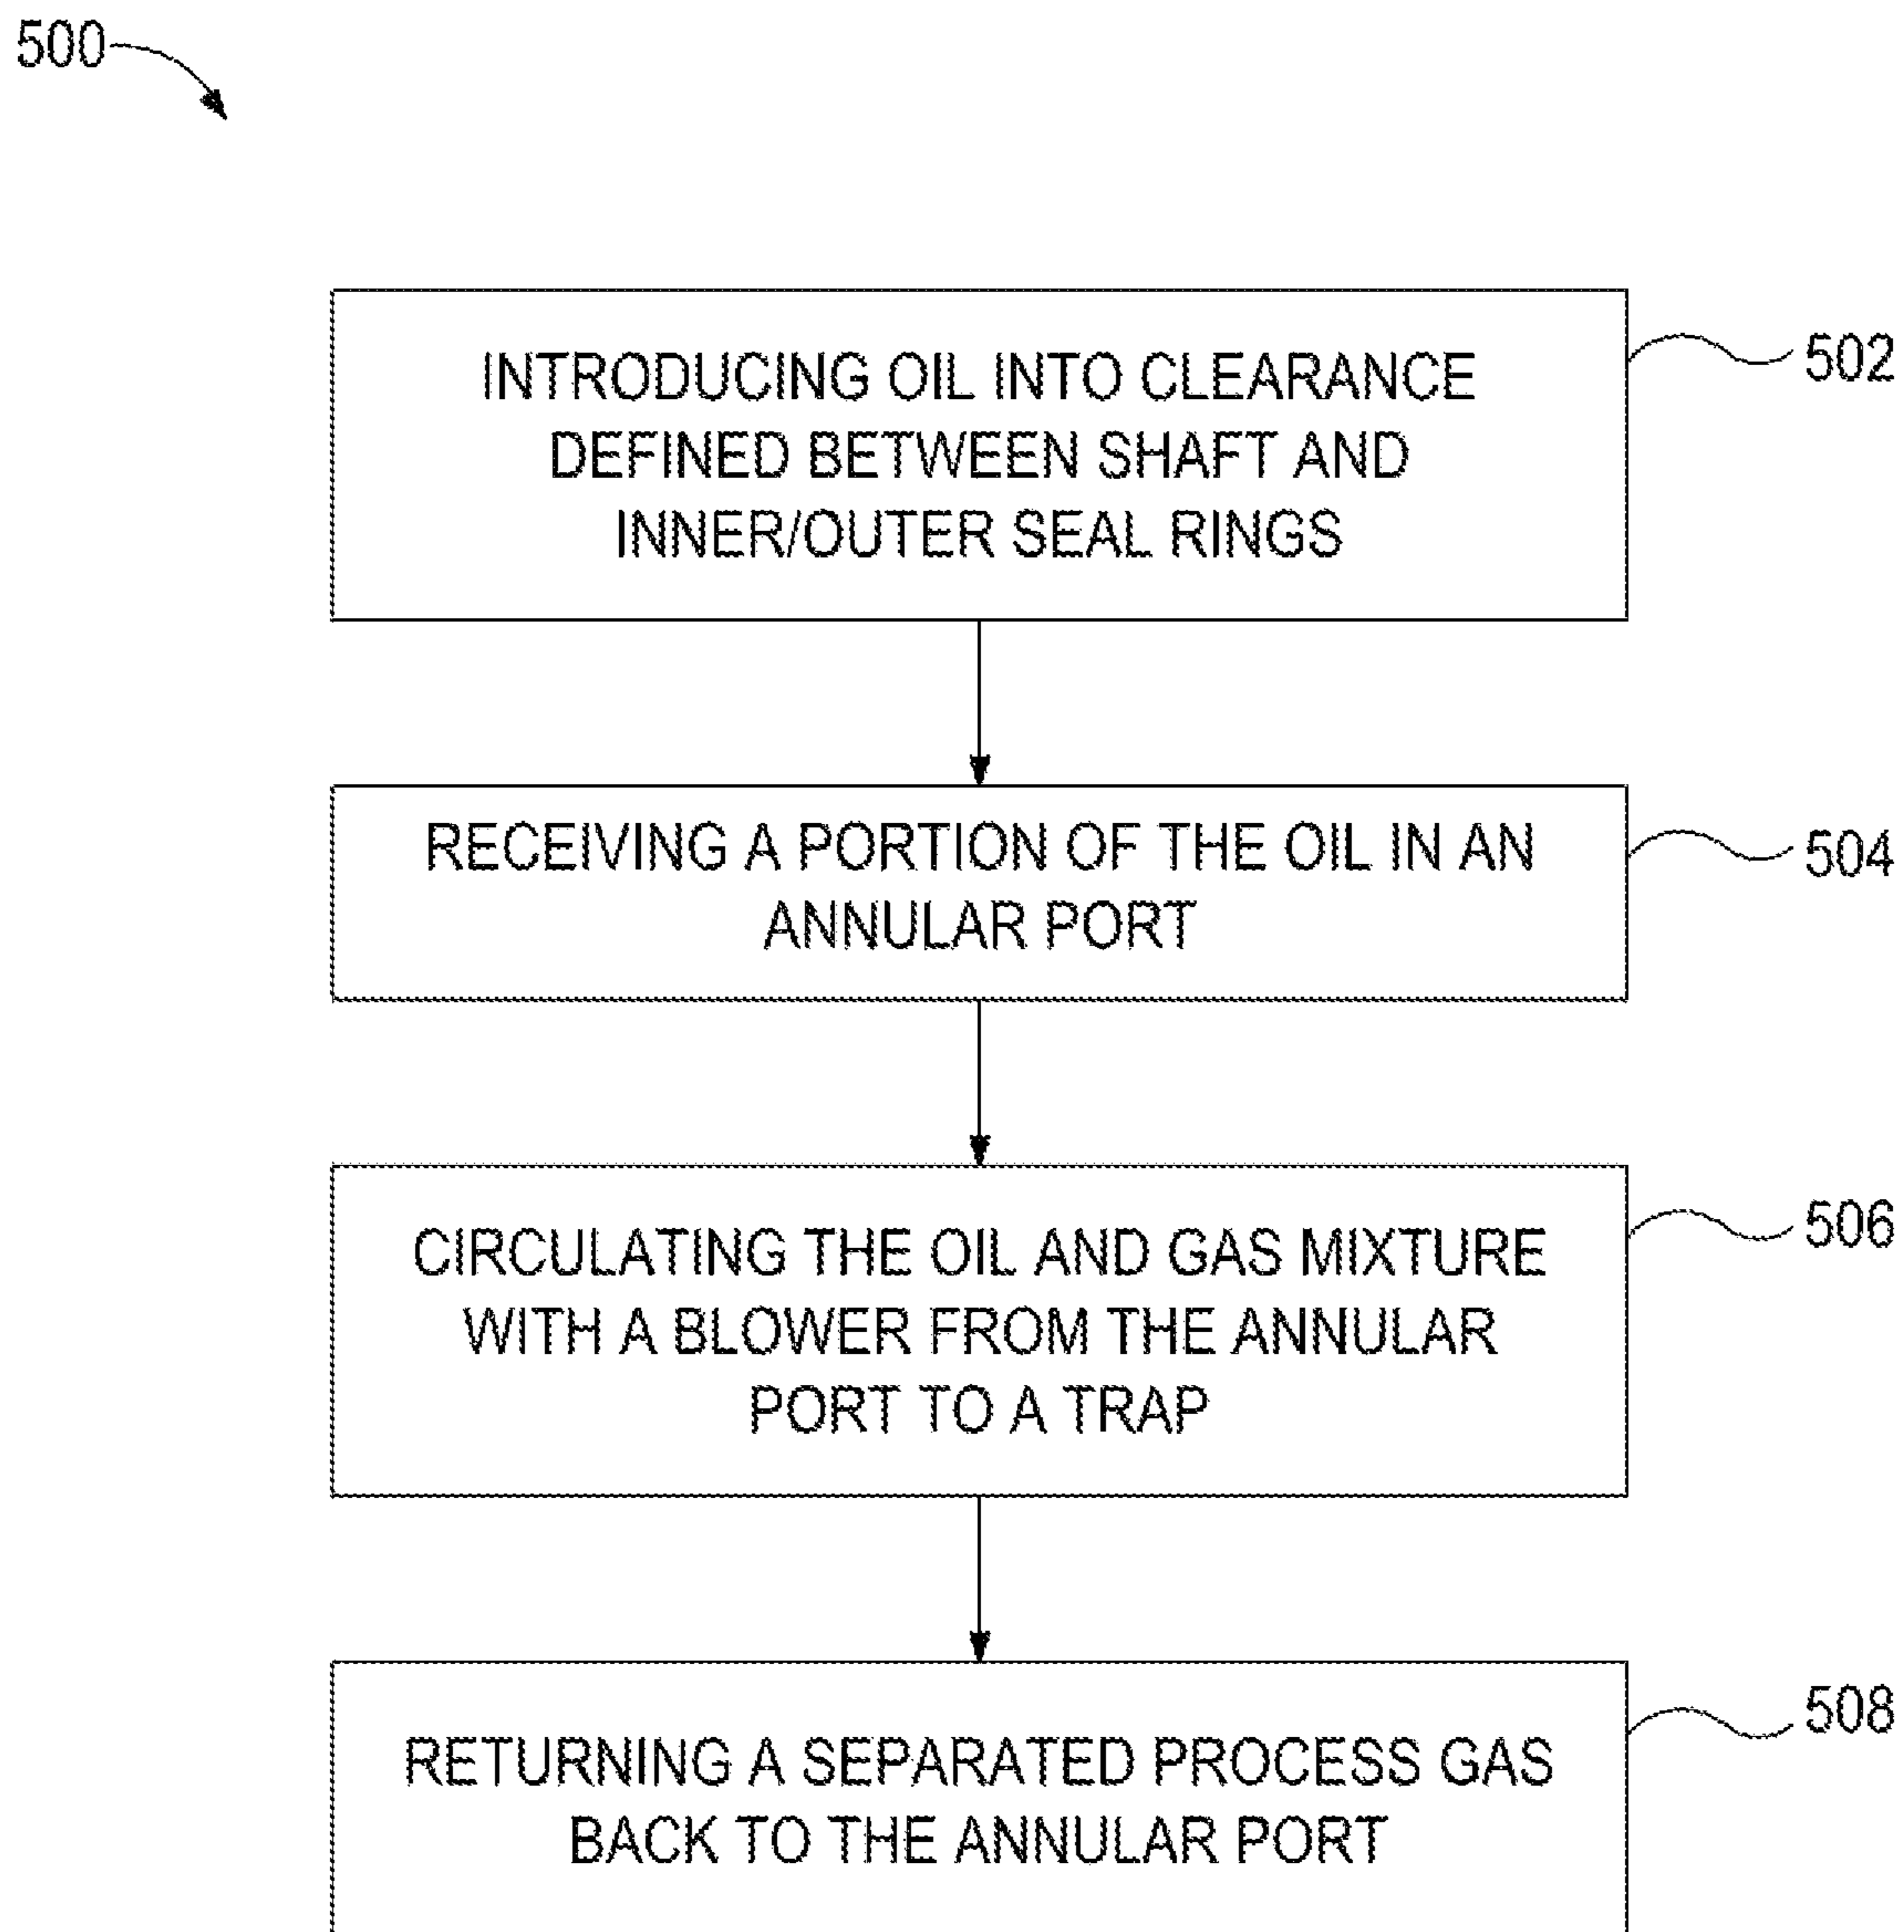 500
INTRODUCING OIL INTO CLEARANCE
DEFINED BETWEEN SHAFT AND
INNER/OUTER SEAL RINGS
502
RECEIVING A PORTION OF THE OIL IN AN
ANNULAR PORT
504
CIRCULATING THE OIL AND GAS MIXTURE
WITH A BLOWER FROM THE ANNULAR
PORT TO A TRAP
506
RETURNING A SEPARATED PROCESS GAS
BACK TO THE ANNULAR PORT
508